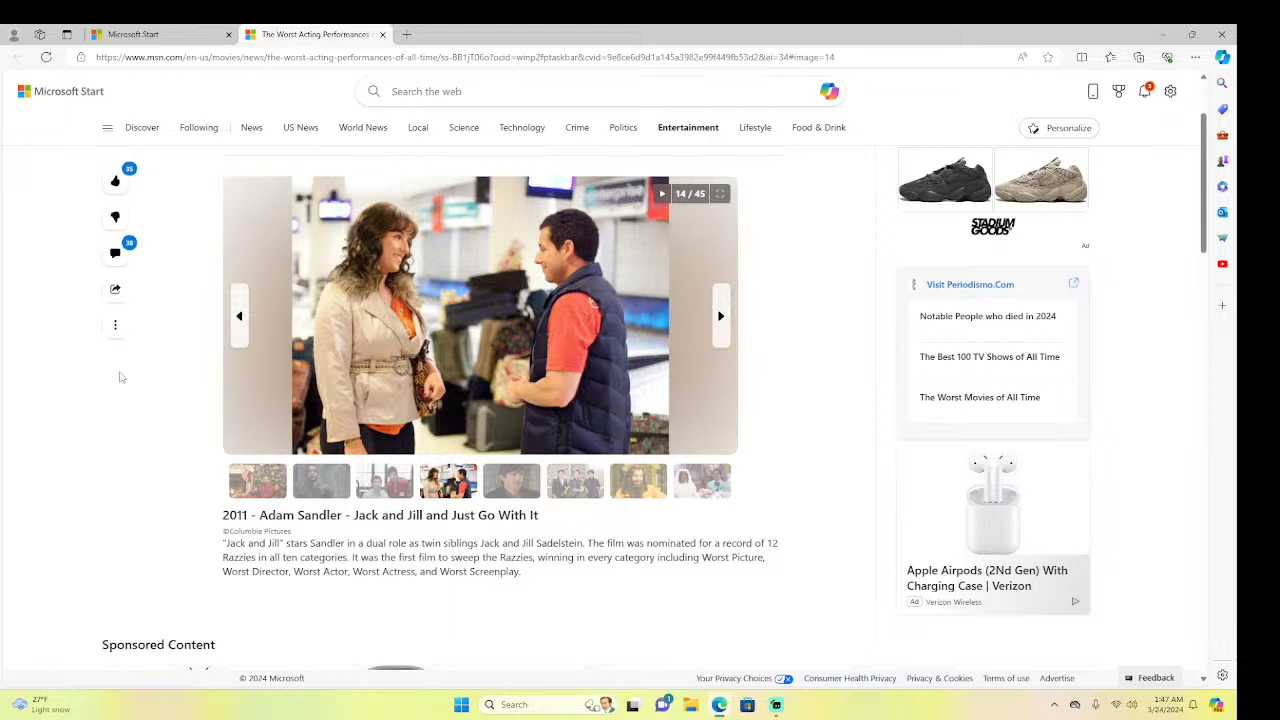 Microsoft Start
The Worst Acting Performances
https://www.msn.com/en-us/movies/news/the-worst-acting-performances-of-all-time/ss-BB1jT06o?ocid=winp2fptaskbar&cvid=9e8ce6d9d1a145a3982e99f449fb53d2&ei=34#image=14
Microsoft Start
Search the web
3
Discover
Following
News
US News
World News
Local
Science
Technology
Crime
Politics
Entertainment
Lifestyle
Food & Drink
Personalize
35
38
14 / 45
STADIUM
GOODS
Ad
Visit Periodismo.Com
Notable People who died in 2024
The Best 100 TV Shows of All Time
The Worst Movies of All Time
2011 - Adam Sandler - Jack and Jill and Just Go With It
©Columbia Pictures
"Jack and Jill" stars Sandler in a dual role as twin siblings Jack and Jill Sadelstein. The film was nominated for a record of 12
Razzies in all ten categories. It was the first film to sweep the Razzies, winning in every category including Worst Picture,
Worst Director, Worst Actor, Worst Actress, and Worst Screenplay.
Apple Airpods (2Nd Gen) With
Charging Case | Verizon
Ad Verizon Wireless
Sponsored Content
© 2024 Microsoft
Your Privacy Choices
Consumer Health Privacy
Privacy & Cookies
Terms of use
Advertise
Feedback
27°F
Light snow
Search
1
1:47 AM
3/24/2024